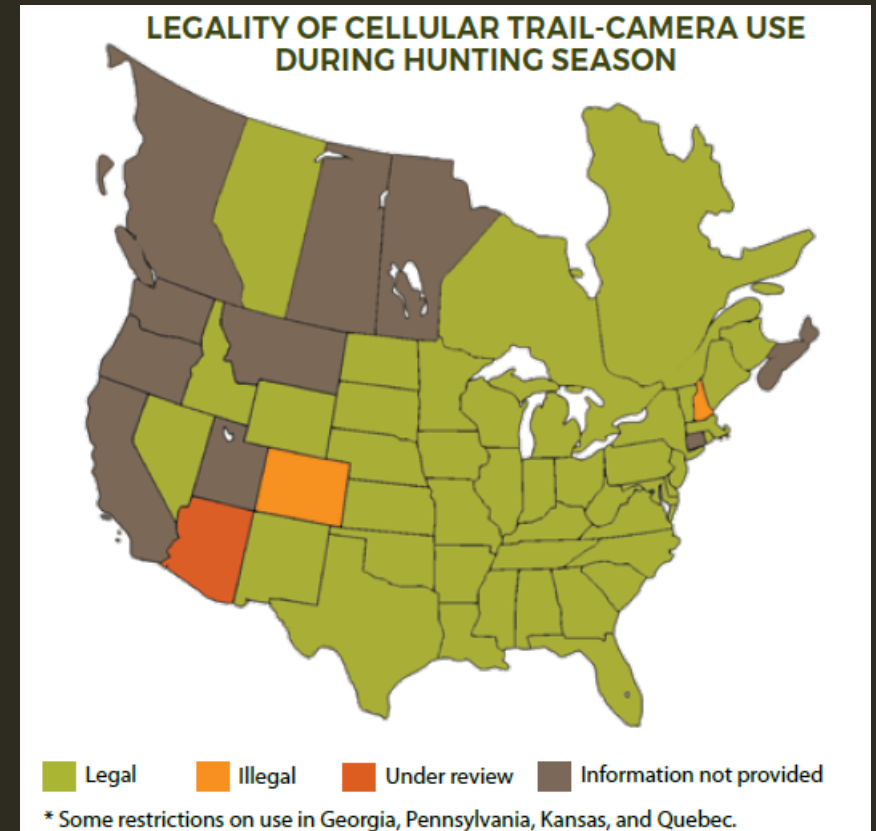 LEGALITY OF CELLULAR TRAIL-CAMERA USE
DURING HUNTING SEASON
Legal
Illegal
Under review
Information not provided
* Some restrictions on use in Georgia, Pennsylvania, Kansas, and Quebec.